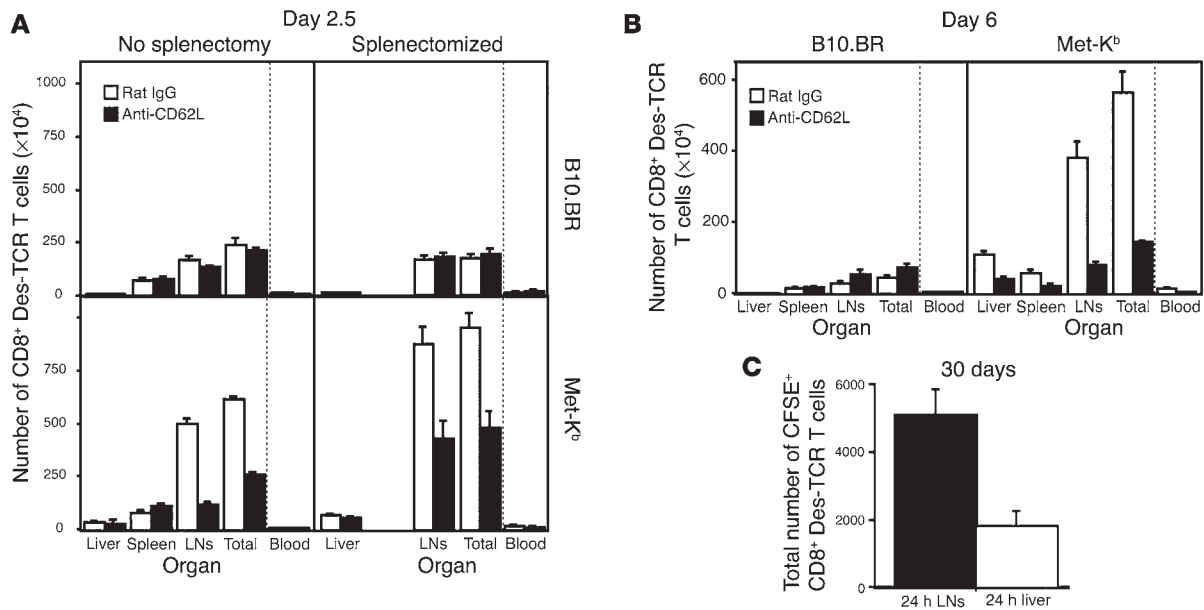 A
Day 2.5
No splenectomy
Splenectomized
Number of CD8⁺ Des-TCR T cells (×10⁴)
1000
750
500
250
0
Rat IgG
Anti-CD62L
B10.BR
750
500
250
0
Met-Kᵇ
Liver Spleen LNs Total Blood
Liver LNs Total Blood
Organ
Organ
B
Day 6
B10.BR
Met-Kᵇ
Number of CD8⁺ Des-TCR
T cells (×10⁴)
600
400
200
0
Rat IgG
Anti-CD62L
Liver Spleen LNs Total Blood
Liver Spleen LNs Total Blood
Organ
Organ
C
30 days
Total number of CFSE⁺
CD8⁺ Des-TCR T cells
6000
4000
2000
0
24 h LNs
24 h liver